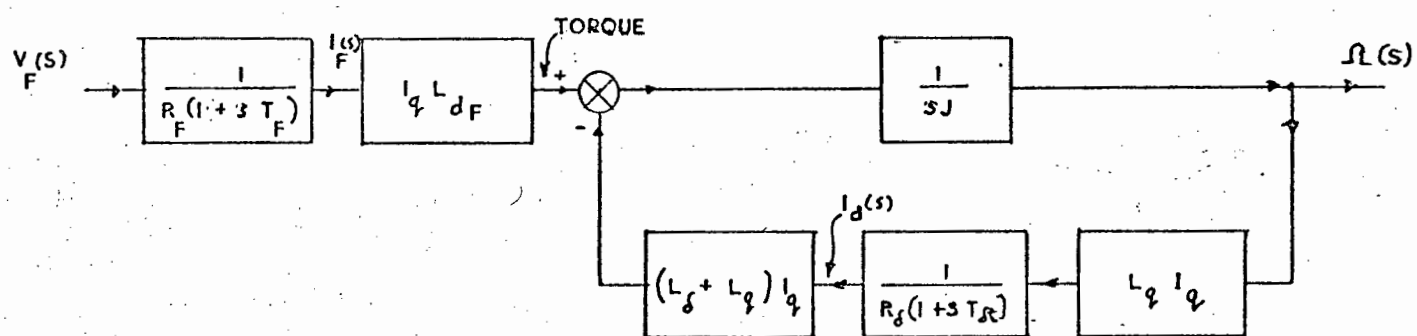 TORQUE
V_F(S)
1 / R_F(1 + S T_F)
I_F(S)
I_q L_dF
+
-
1 / SJ
Ω(S)
I_d(S)
(L_δ + L_q) I_q
1 / R_δ(1 + S T_Ω)
L_q I_q